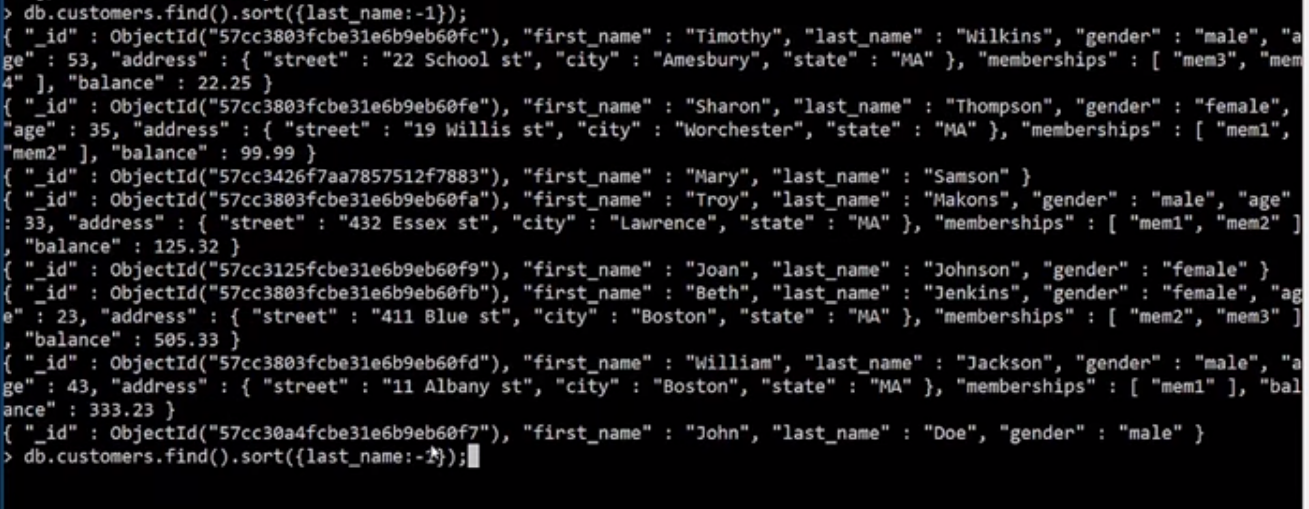 > db.customers.find().sort({last_name:-1});
{ "_id" : ObjectId("57cc3803fcbe31e6b9eb60fc"), "first_name" : "Timothy", "last_name" : "Wilkins", "gender" : "male", "a
ge" : 53, "address" : { "street" : "22 School st", "city" : "Amesbury", "state" : "MA" }, "memberships" : [ "mem3", "mem
4" ], "balance" : 22.25 }
{ "_id" : ObjectId("57cc3803fcbe31e6b9eb60fe"), "first_name" : "Sharon", "last_name" : "Thompson", "gender" : "female",
"age" : 35, "address" : { "street" : "19 Willis st", "city" : "Worchester", "state" : "MA" }, "memberships" : [ "mem1",
"mem2" ], "balance" : 99.99 }
{ "_id" : ObjectId("57cc3426f7aa7857512f7883"), "first_name" : "Mary", "last_name" : "Samson" }
{ "_id" : ObjectId("57cc3803fcbe31e6b9eb60fa"), "first_name" : "Troy", "last_name" : "Makons", "gender" : "male", "age"
: 33, "address" : { "street" : "432 Essex st", "city" : "Lawrence", "state" : "MA" }, "memberships" : [ "mem1", "mem2" ]
, "balance" : 125.32 }
{ "_id" : ObjectId("57cc3125fcbe31e6b9eb60f9"), "first_name" : "Joan", "last_name" : "Johnson", "gender" : "female" }
{ "_id" : ObjectId("57cc3803fcbe31e6b9eb60fb"), "first_name" : "Beth", "last_name" : "Jenkins", "gender" : "female", "ag
e" : 23, "address" : { "street" : "411 Blue st", "city" : "Boston", "state" : "MA" }, "memberships" : [ "mem2", "mem3" ]
, "balance" : 505.33 }
{ "_id" : ObjectId("57cc3803fcbe31e6b9eb60fd"), "first_name" : "William", "last_name" : "Jackson", "gender" : "male", "a
ge" : 43, "address" : { "street" : "11 Albany st", "city" : "Boston", "state" : "MA" }, "memberships" : [ "mem1" ], "bal
ance" : 333.23 }
{ "_id" : ObjectId("57cc30a4fcbe31e6b9eb60f7"), "first_name" : "John", "last_name" : "Doe", "gender" : "male" }
> db.customers.find().sort({last_name:-1});